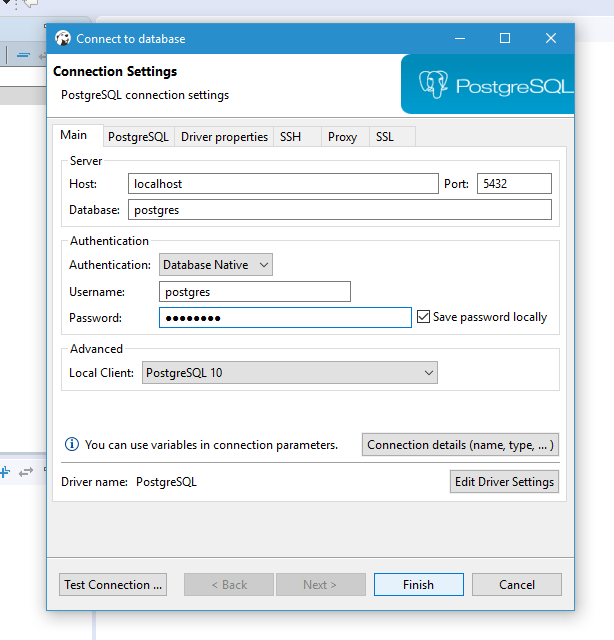 Connect to database
Connection Settings
PostgreSQL connection settings
PostgreSQL
Main PostgreSQL Driver properties SSH Proxy SSL
Server
Host: localhost Port: 5432
Database: postgres
Authentication
Authentication: Database Native
Username: postgres
Password: ●●●●●●●● Save password locally
Advanced
Local Client: PostgreSQL 10
You can use variables in connection parameters. Connection details (name, type, ... )
Driver name: PostgreSQL Edit Driver Settings
Test Connection ... < Back Next > Finish Cancel